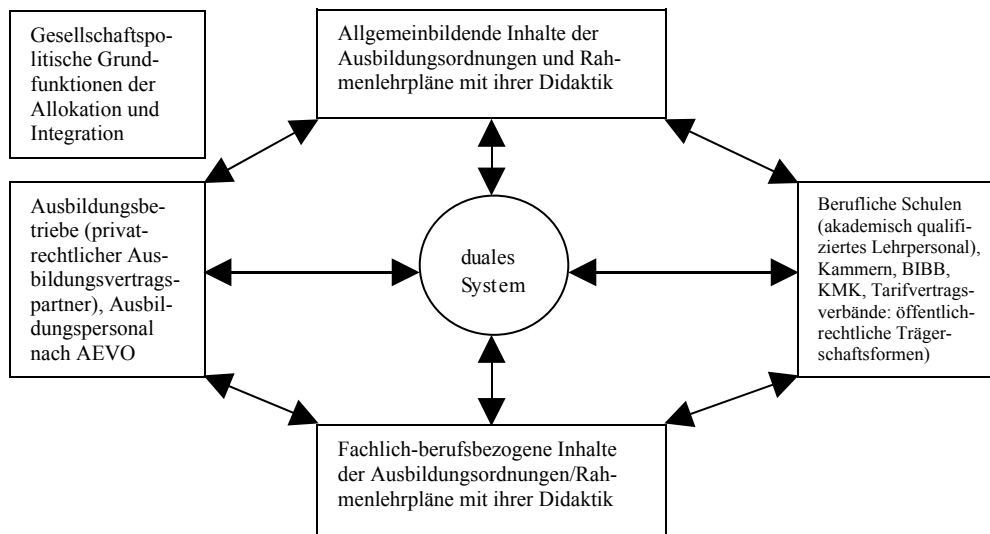 Gesellschaftspo-
litische Grund-
funktionen der
Allokation und
Integration
Allgemeinbildende Inhalte der
Ausbildungsordnungen und Rah-
menlehrpläne mit ihrer Didaktik
Ausbildungsbe-
triebe (privat-
rechtlicher Aus-
bildungsvertrags-
partner), Ausbil-
dungspersonal
nach AEVO
duales
System
Berufliche Schulen
(akademisch qualifi-
ziertes Lehrpersonal),
Kammern, BIBB,
KMK, Tarifvertrags-
verbände: öffentlich-
rechtliche Träger-
schaftsformen)
Fachlich-berufsbezogene Inhalte
der Ausbildungsordnungen/Rah-
menlehrpläne mit ihrer Didaktik